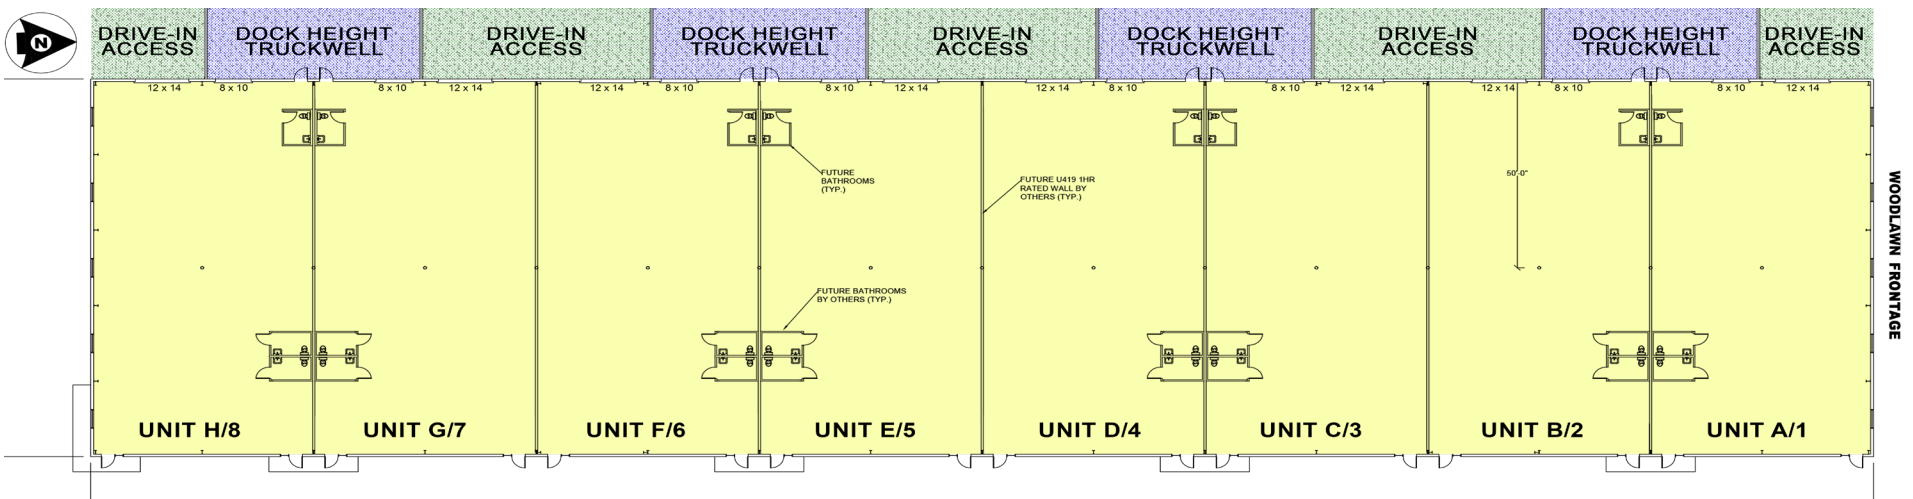 N
DRIVE-IN
ACCESS
DOCK HEIGHT
TRUCKWELL
DRIVE-IN
ACCESS
DOCK HEIGHT
TRUCKWELL
DRIVE-IN
ACCESS
DOCK HEIGHT
TRUCKWELL
DRIVE-IN
ACCESS
DOCK HEIGHT
TRUCKWELL
DRIVE-IN
ACCESS
12 x 14
8 x 10
8 x 10
12 x 14
12 x 14
8 x 10
8 x 10
12 x 14
12 x 14
8 x 10
8 x 10
12 x 14
12 x 14
8 x 10
8 x 10
12 x 14
FUTURE
BATHROOMS
(TYP.)
FUTURE U419 1HR
RATED WALL BY
OTHERS (TYP.)
50'-0"
WOODLAWN FRONTAGE
FUTURE BATHROOMS
BY OTHERS (TYP.)
UNIT H/8
UNIT G/7
UNIT F/6
UNIT E/5
UNIT D/4
UNIT C/3
UNIT B/2
UNIT A/1